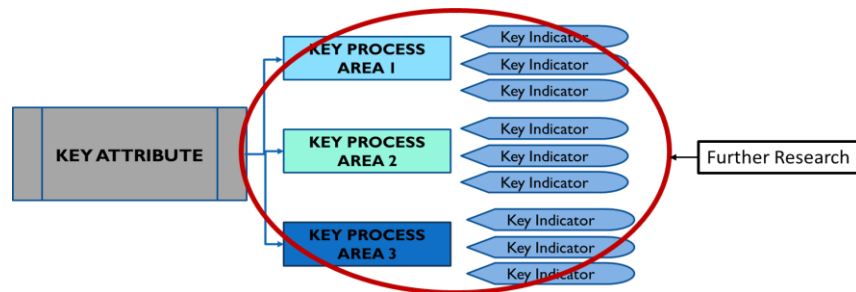 KEY ATTRIBUTE
KEY PROCESS
AREA 1
Key Indicator
Key Indicator
Key Indicator
KEY PROCESS
AREA 2
Key Indicator
Key Indicator
Key Indicator
KEY PROCESS
AREA 3
Key Indicator
Key Indicator
Key Indicator
Further Research